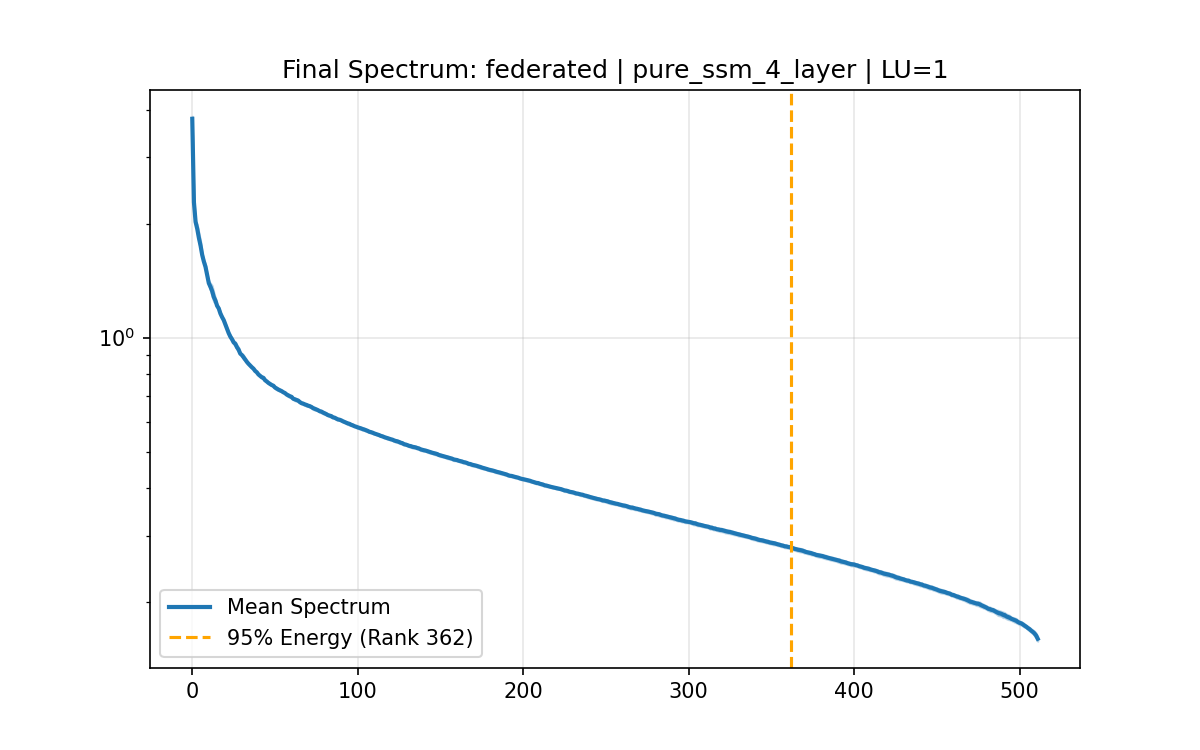 Final Spectrum: federated | pure_ssm_4_layer | LU=1
10⁰
Mean Spectrum
95% Energy (Rank 362)
0 100 200 300 400 500